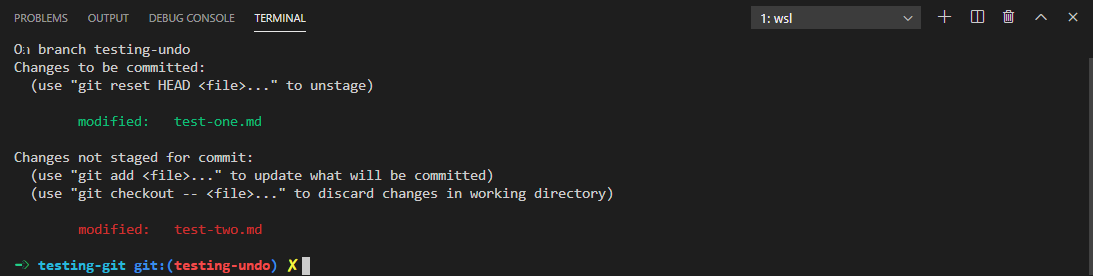 PROBLEMS OUTPUT DEBUG CONSOLE TERMINAL 1: wsl
On branch testing-undo
Changes to be committed:
(use "git reset HEAD <file>..." to unstage)
modified: test-one.md
Changes not staged for commit:
(use "git add <file>..." to update what will be committed)
(use "git checkout -- <file>..." to discard changes in working directory)
modified: test-two.md
→ testing-git git:(testing-undo) ✗